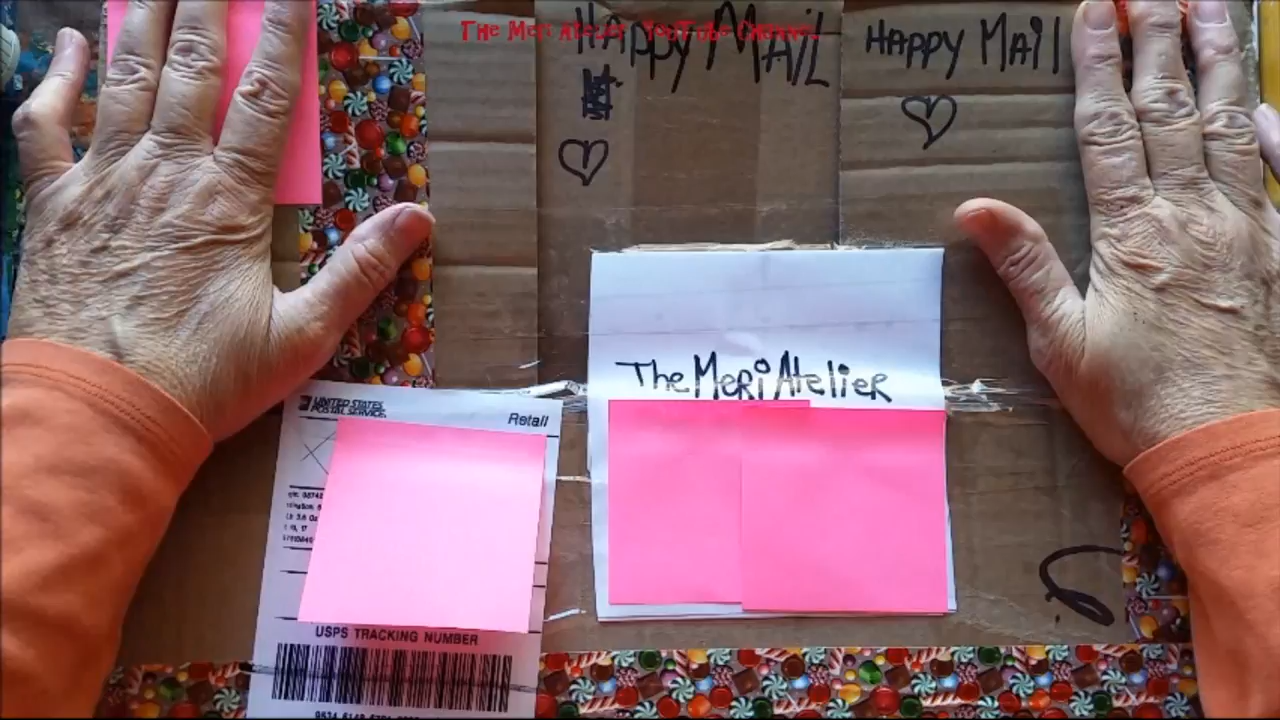 The Meri Atelier YouTube Channel
HAPPY MAIL
HAPPY MAil
The MeRi Atelier
UNITED STATES
POSTAL SERVICE.
Retail
USPS TRACKING NUMBER